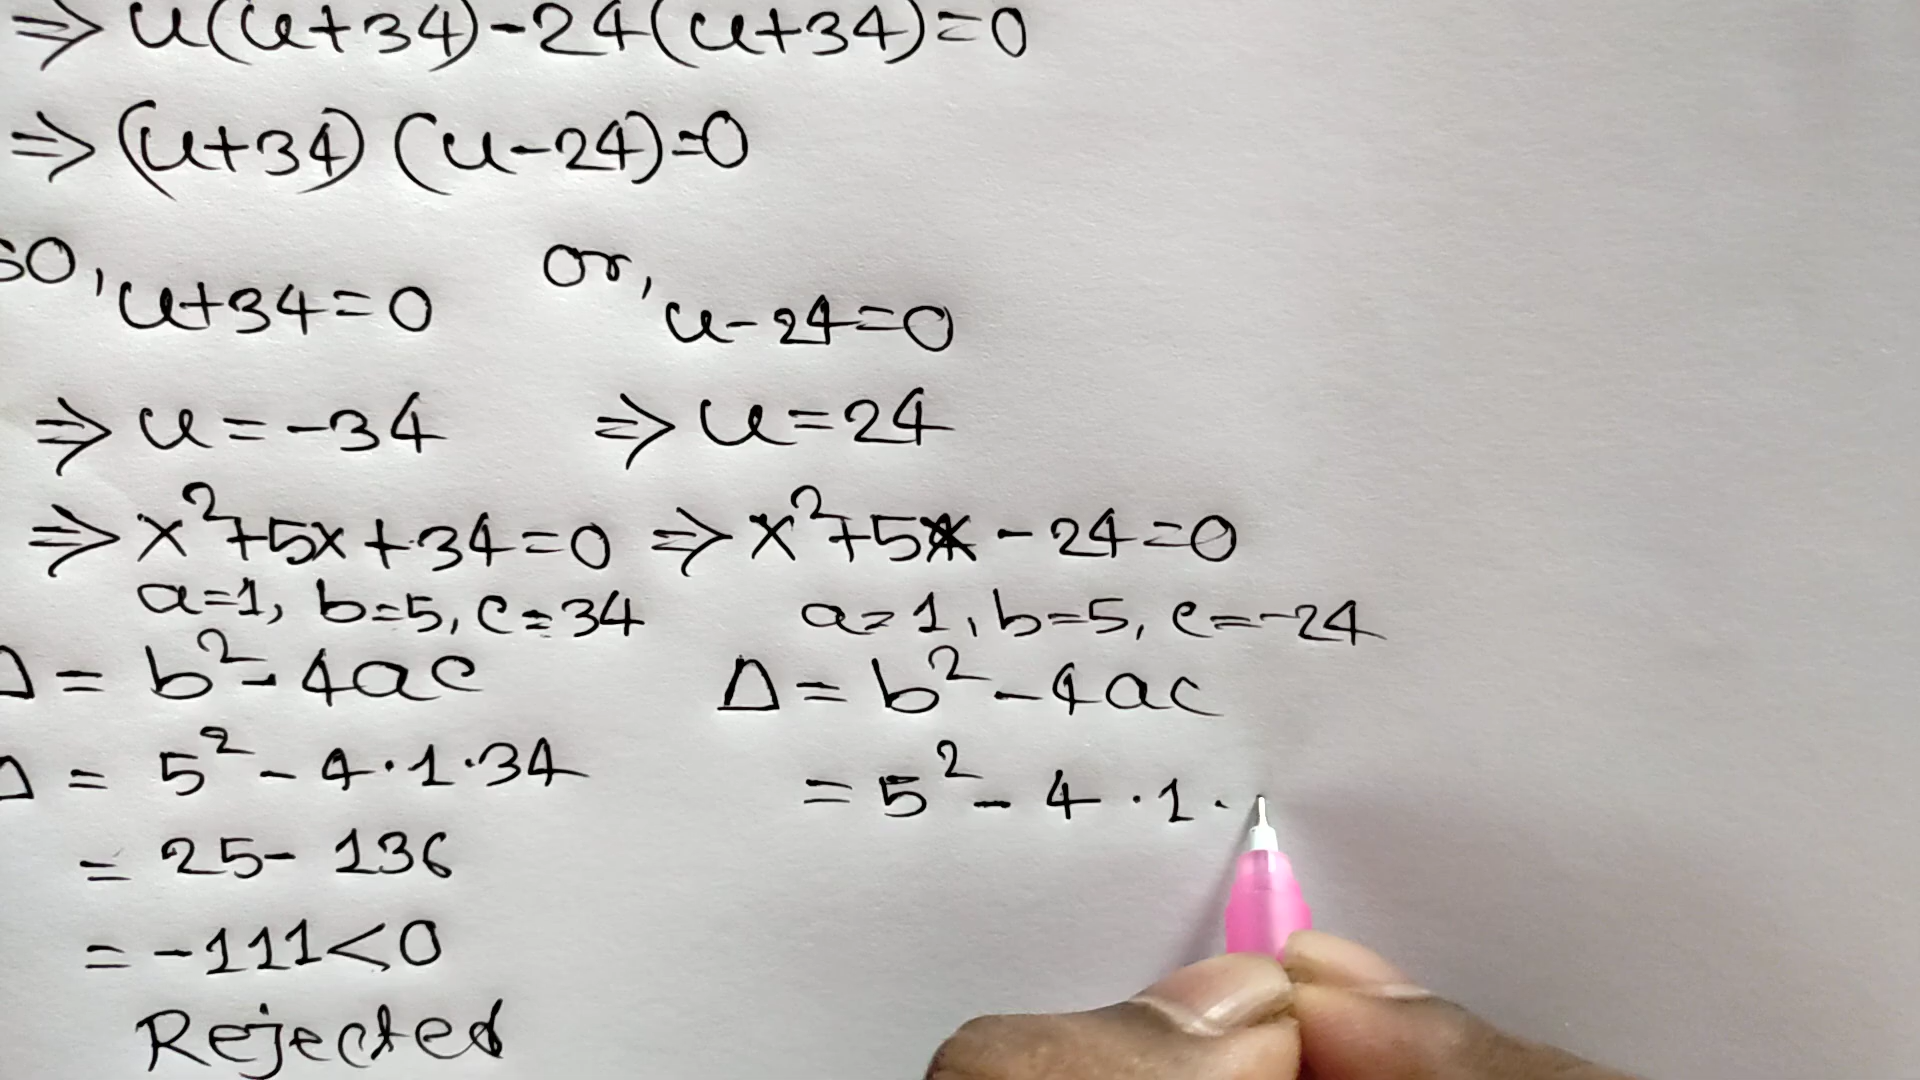 ⇒ u(u+34)-24(u+34)=0
⇒ (u+34) (u-24)=0
so, u+34=0 or, u-24=0
⇒ u=-34 ⇒ u=24
⇒ x²+5x+34=0 ⇒ x²+5x-24=0
a=1, b=5, c=34 a=1, b=5, c=-24
Δ = b²-4ac Δ = b²-4ac
Δ = 5²-4·1·34 = 5²-4·1·
= 25-136
= -111<0
Rejected